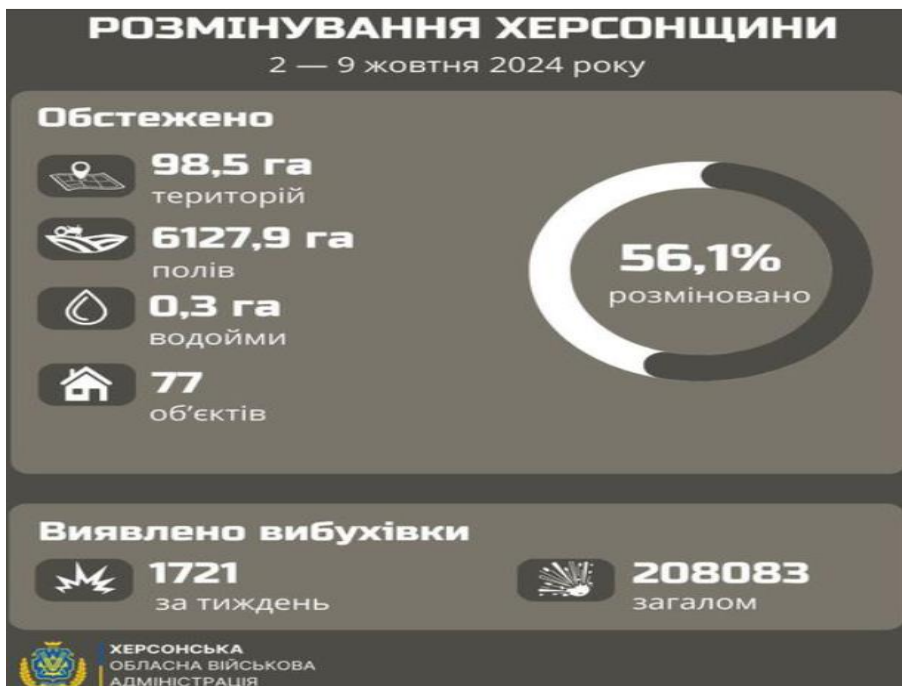 РОЗМІНУВАННЯ ХЕРСОНЩИНИ
2 — 9 жовтня 2024 року
Обстежено
98,5 га
територій
6127,9 га
полів
0,3 га
водойми
77
об'єктів
56,1%
розміновано
Виявлено вибухівки
1721
за тиждень
208083
загалом
ХЕРСОНСЬКА
ОБЛАСНА ВІЙСЬКОВА
АДМІНІСТРАЦІЯ